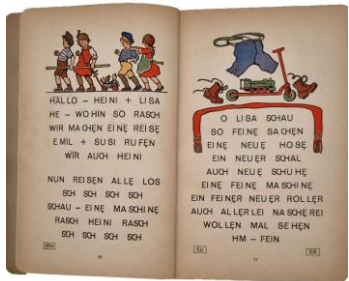 HALLO – HEINI + LISA
HE – WOHIN SO RASCH
WIR MACHEN EINE REISE
EMIL + SUSI RUFEN
WIR AUCH HEINI
NUN REISEN ALLE LOS
SCH SCH SCH SCH
SCHAU – EINE MASCHINE
RASCH HEINI RASCH
SCH SCH SCH SCH
O LISA SCHAU
SO FEINE SACHEN
EINE NEUE HOSE
EIN NEUER SCHAL
AUCH NEUE SCHUHE
EINE FEINE MASCHINE
EIN FEINER NEUER ROLLER
AUCH ALLERLEI NASCHEREI
WOLLEN MAL SEHEN
HM – FEIN